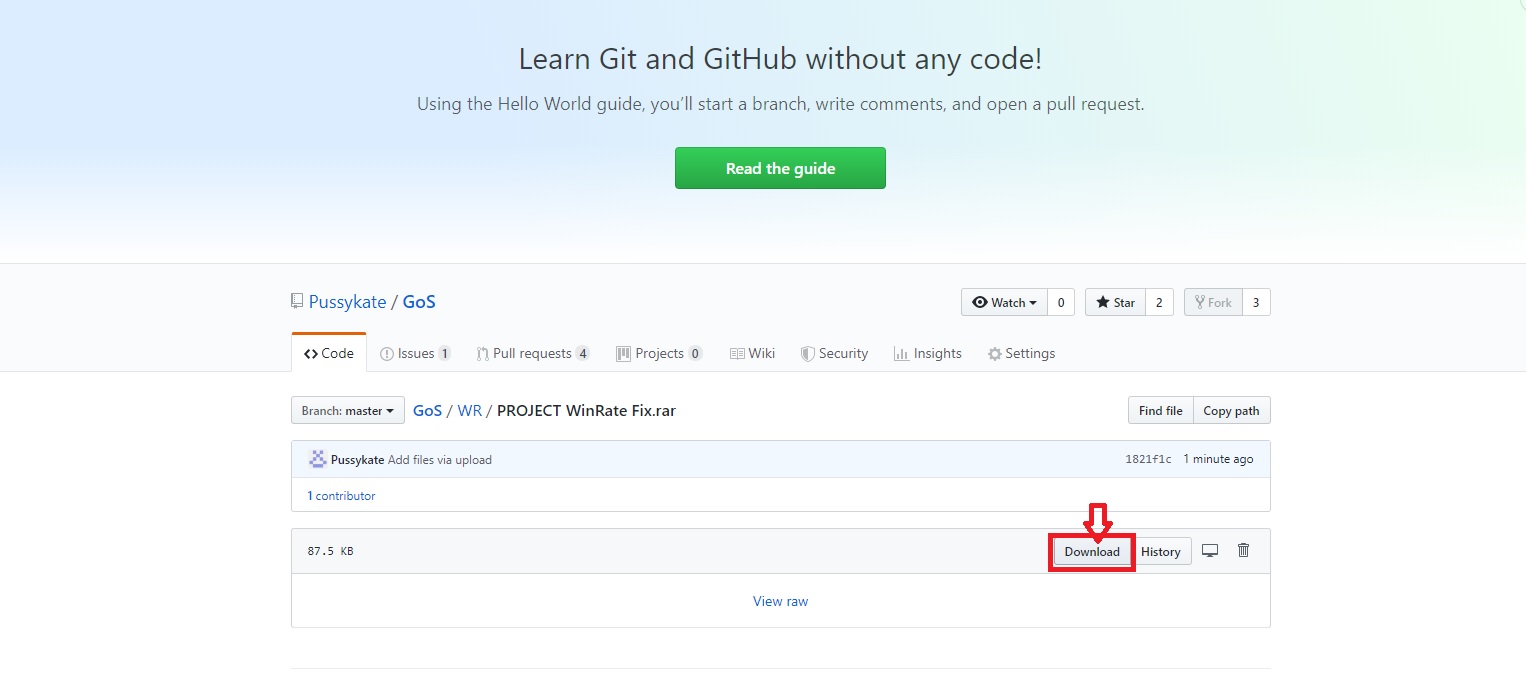 Learn Git and GitHub without any code!
Using the Hello World guide, you’ll start a branch, write comments, and open a pull request.
Read the guide
Pussykate / GoS
Watch 0 Star 2 Fork 3
Code Issues 1 Pull requests 4 Projects 0 Wiki Security Insights Settings
Branch: master GoS / WR / PROJECT WinRate Fix.rar Find file Copy path
Pussykate Add files via upload 1821f1c 1 minute ago
1 contributor
87.5 KB Download History
View raw